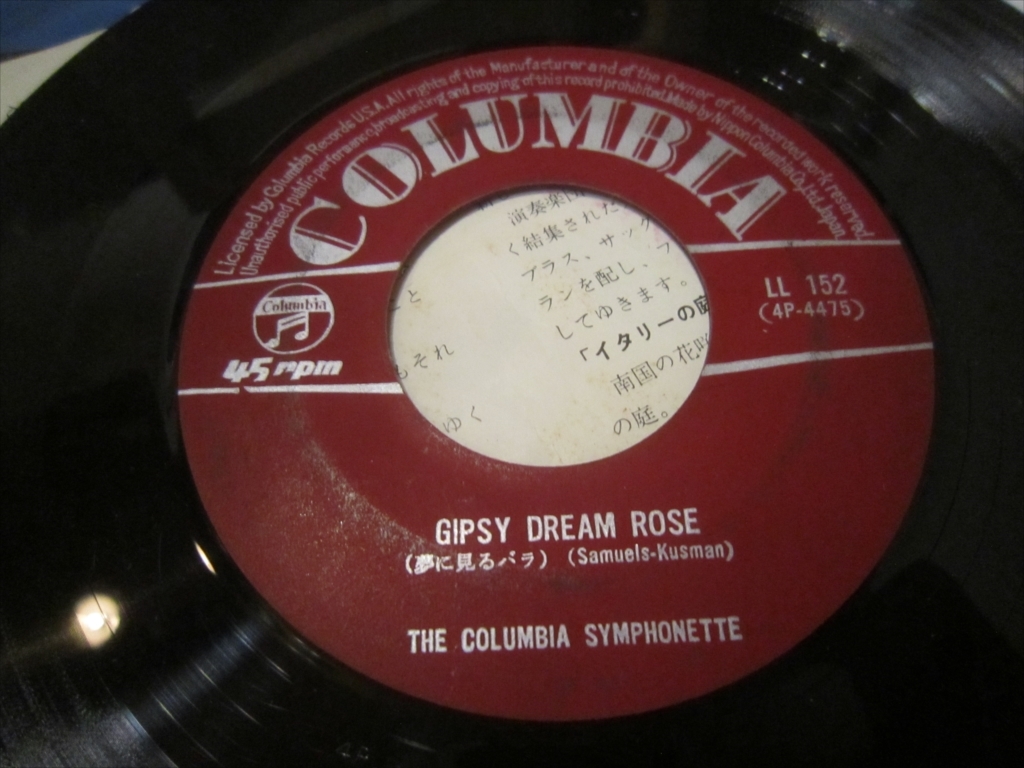 Licensed by Columbia Records U.S.A. All rights of the Manufacturer and of the Owner of the recorded work reserved.
Unauthorised public performance, broadcasting and copying of this record prohibited. Made by Nippon Columbia Co., Ltd. Japan.
COLUMBIA
Columbia
45 rpm
LL 152
(4P-4475)
演奏楽団
く結集された
ブラス、サック
ランを配し、フ
してゆきます。
「イタリーの庭
南国の花
の庭。
と
それ
ゆく
GIPSY DREAM ROSE
(夢に見るバラ) (Samuels-Kusman)
THE COLUMBIA SYMPHONETTE